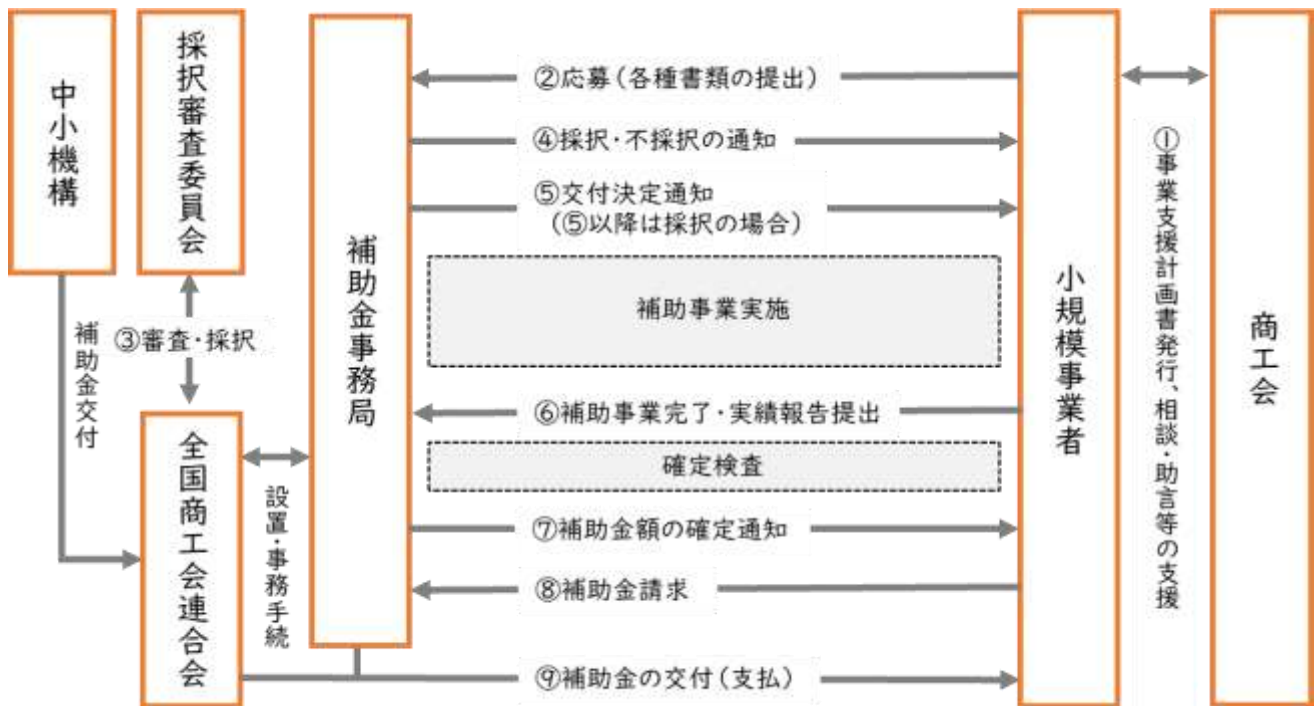 中小機構
採択審査委員会
補助金事務局
小規模事業者
商工会
全国商工会連合会
補助金交付
③審査・採択
設置・事務手続
①事業支援計画書発行、相談・助言等の支援
②応募(各種書類の提出)
④採択・不採択の通知
⑤交付決定通知
(⑤以降は採択の場合)
補助事業実施
⑥補助事業完了・実績報告提出
確定検査
⑦補助金額の確定通知
⑧補助金請求
⑨補助金の交付(支払)